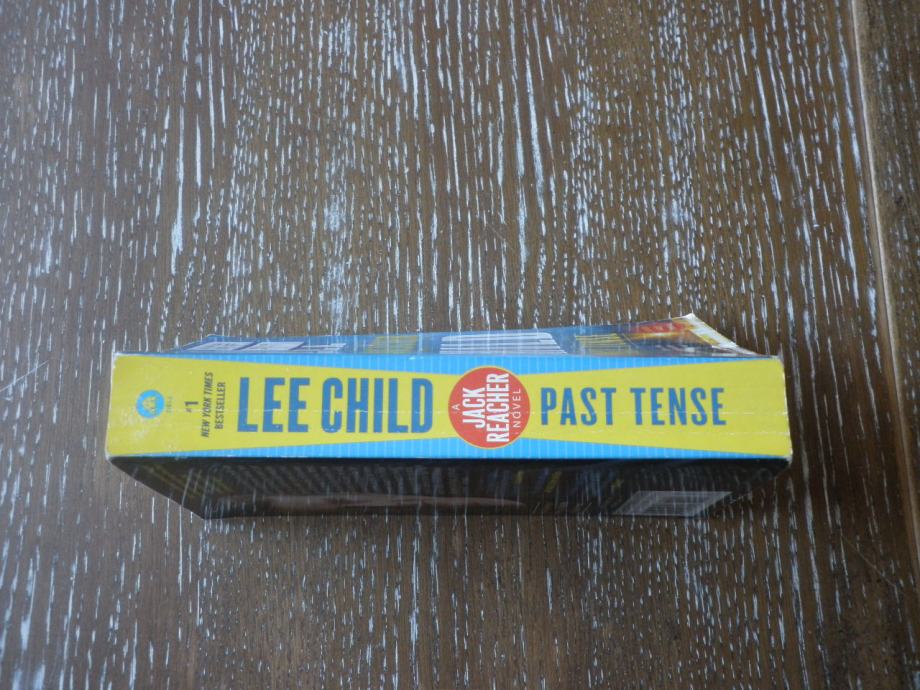 #1
NEW YORK TIMES
BESTSELLER
LEE CHILD
A
JACK
REACHER
NOVEL
PAST TENSE